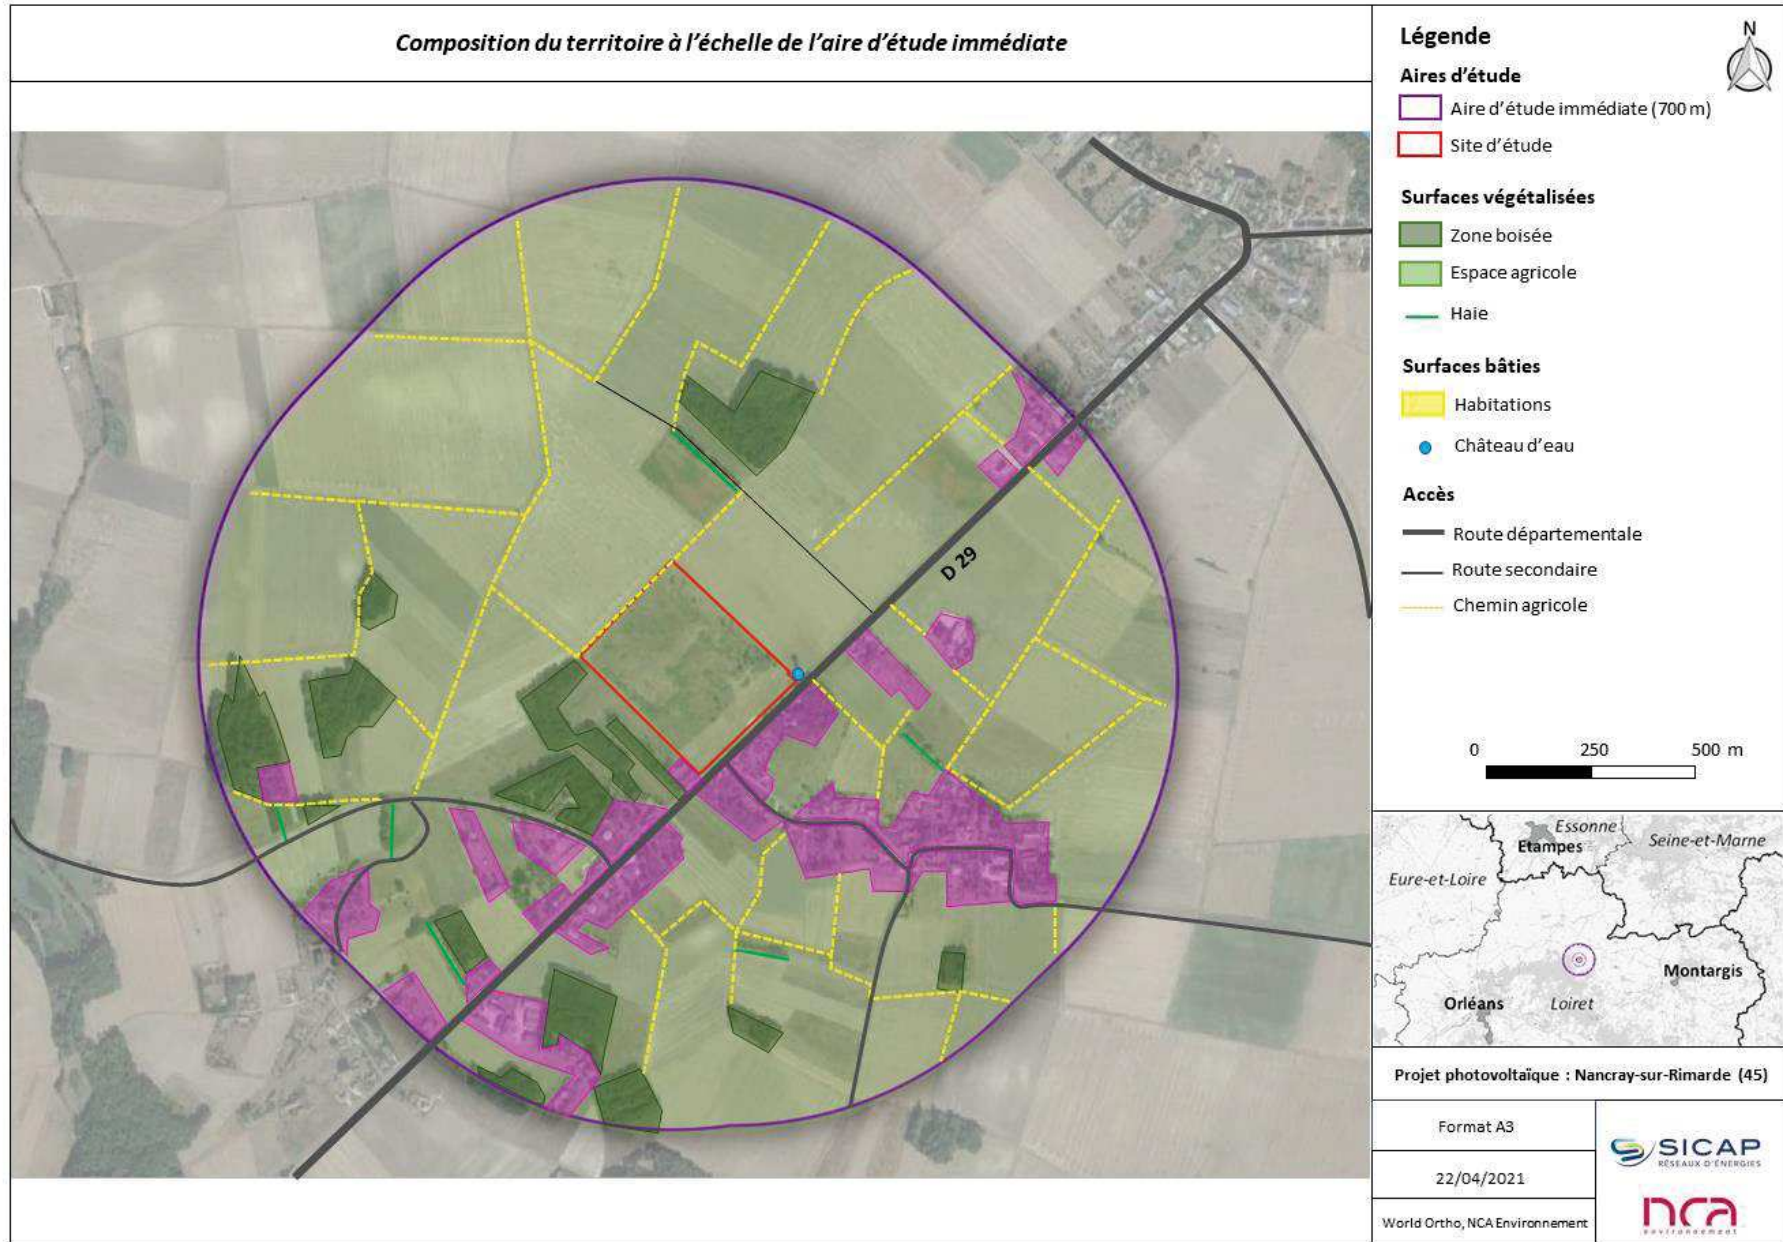 Composition du territoire à l'échelle de l'aire d'étude immédiate
D 29
Légende
N
Aires d'étude
Aire d'étude immédiate (700 m)
Site d'étude
Surfaces végétalisées
Zone boisée
Espace agricole
Haie
Surfaces bâties
Habitations
Château d'eau
Accès
Route départementale
Route secondaire
Chemin agricole
0 250 500 m
Essonne
Etampes
Seine-et-Marne
Eure-et-Loire
Montargis
Orléans
Loiret
Projet photovoltaïque : Nancray-sur-Rimarde (45)
Format A3
22/04/2021
World Ortho, NCA Environnement
SICAP
RÉSEAUX D'ÉNERGIES
nca
environnement